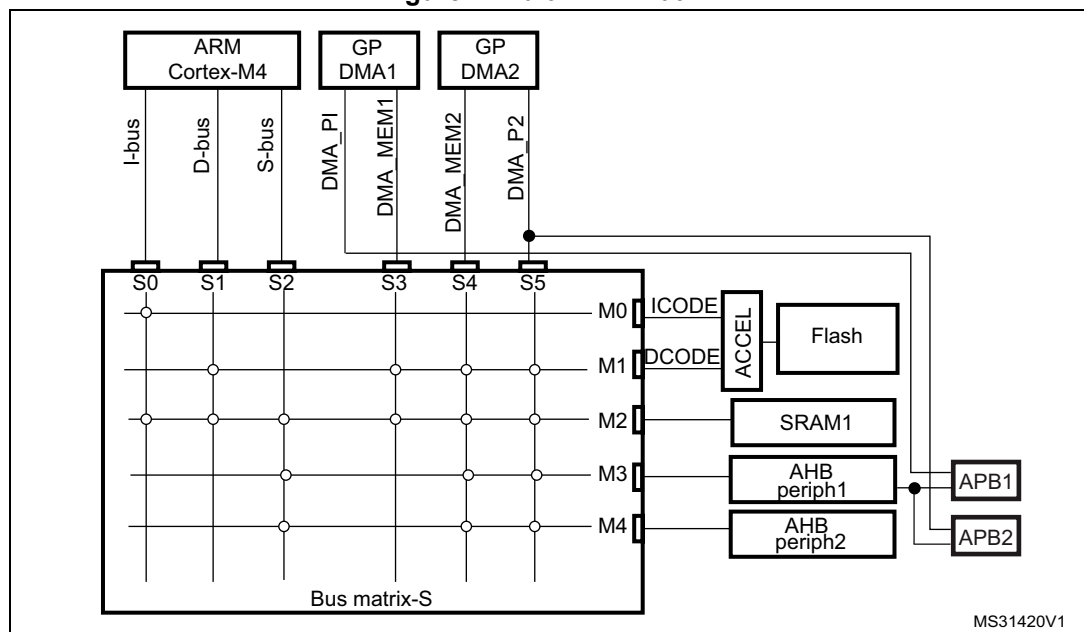 ARM
Cortex-M4
GP
DMA1
GP
DMA2
I-bus
D-bus
S-bus
DMA_PI
DMA_MEM1
DMA_MEM2
DMA_P2
S0 S1 S2 S3 S4 S5
M0 ICODE
M1 DCODE
ACCEL
Flash
M2
SRAM1
M3
AHB
periph1
APB1
M4
AHB
periph2
APB2
Bus matrix-S
MS31420V1